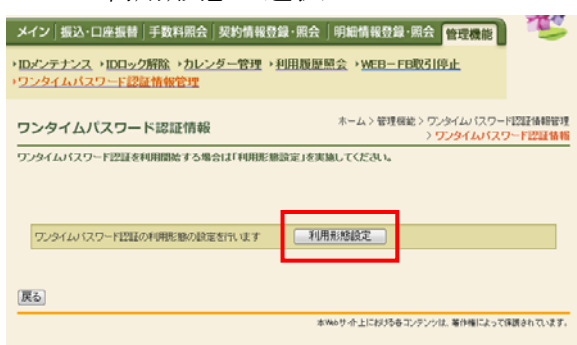 メイン 振込・口座振替 手数料照会 契約情報登録・照会 明細情報登録・照会 管理機能
›IDメンテナンス ›IDロック解除 ›カレンダー管理 ›利用履歴照会 ›WEB－FB取引停止
›ワンタイムパスワード認証情報管理
ワンタイムパスワード認証情報
ホーム > 管理機能 > ワンタイムパスワード認証情報管理
> ワンタイムパスワード認証情報
ワンタイムパスワード認証を利用開始する場合は「利用形態設定」を実施してください。
ワンタイムパスワード認証の利用形態の設定を行います 利用形態設定
戻る
本Webサイト上における各コンテンツは、著作権によって保護されています。